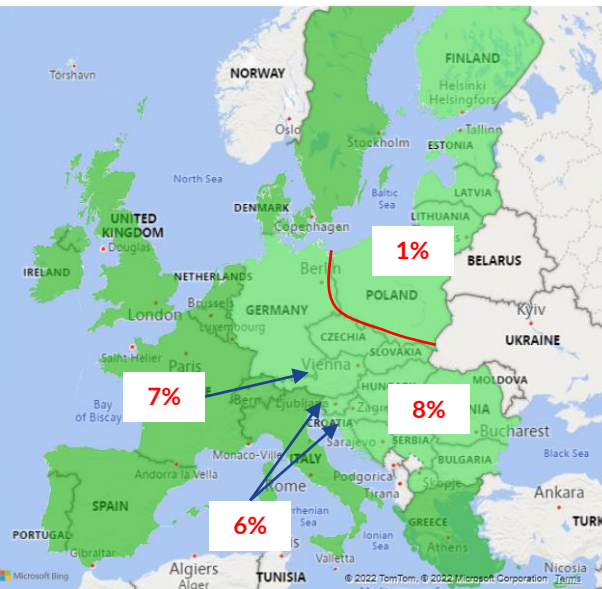 Tórshavn
NORWAY
FINLAND
Helsinki
Helsingfors
Oslo
Stockholm
Tallinn
ESTONIA
North Sea
Baltic
Sea
LATVIA
DENMARK
Copenhagen
LITHUANIA
UNITED
KINGDOM
Douglas
1%
BELARUS
IRELAND
NETHERLANDS
Berlin
POLAND
London
Brussels
GERMANY
Kyiv
Luxembourg
CZECHIA
UKRAINE
Saint Helier
Paris
SLOVAKIA
Vienna
MOLDOVA
7%
Bern
Ljubljana
Zagre
8%
Bay
of Biscay
CROATIA
Bucharest
Monaco-Ville
Sarajevo
SERBIA
Black Sea
Andorra la Vella
ITALY
BULGARIA
Rome
Podgorica
Skopje
Tirana
Ankara
SPAIN
6%
rrhenian
Sea
PORTUGAL
Ionian
Sea
GREECE
TURK
Gibraltar
Athens
Valletta
Algiers
Alger
TUNISIA
Nicosia
Microsoft Bing
© 2022 TomTom, © 2022 Microsoft Corporation Terms